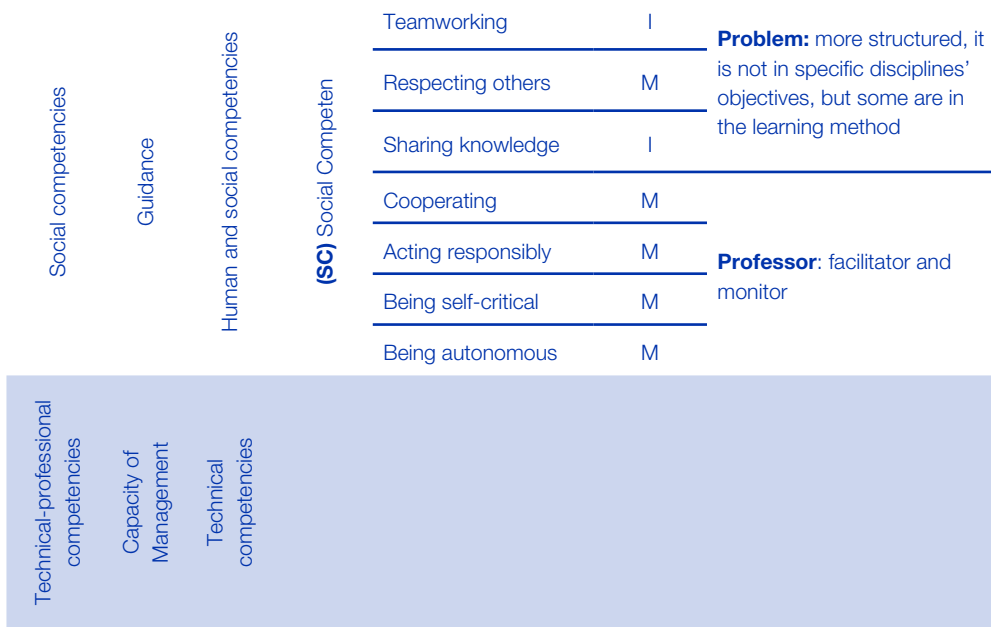 Social competencies
Guidance
Human and social competencies
(SC) Social Competen
Teamworking I
Respecting others M
Sharing knowledge I
Cooperating M
Acting responsibly M
Being self-critical M
Being autonomous M
Problem: more structured, it
is not in specific disciplines’
objectives, but some are in
the learning method
Professor: facilitator and
monitor
Technical-professional
competencies
Capacity of
Management
Technical
competencies